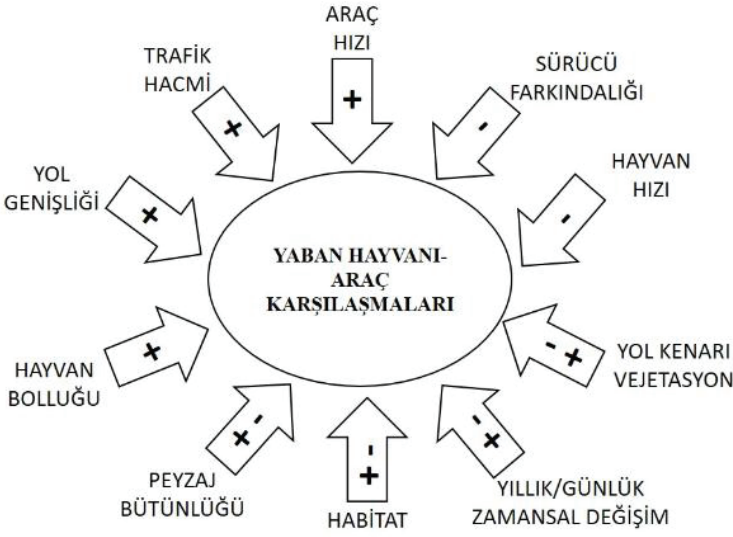 ARAÇ
HIZI
+
TRAFİK
HACMİ
+
SÜRÜCÜ
FARKINDALIĞI
-
YOL
GENİŞLİĞİ
+
HAYVAN
HIZI
-
YABAN HAYVANI-
ARAÇ
KARŞILAŞMALARI
HAYVAN
BOLLUĞU
+
YOL KENARI
VEJETASYON
- +
PEYZAJ
BÜTÜNLÜĞÜ
+ -
HABİTAT
-
+
YILLIK/GÜNLÜK
ZAMANSAL DEĞİŞİM
- +